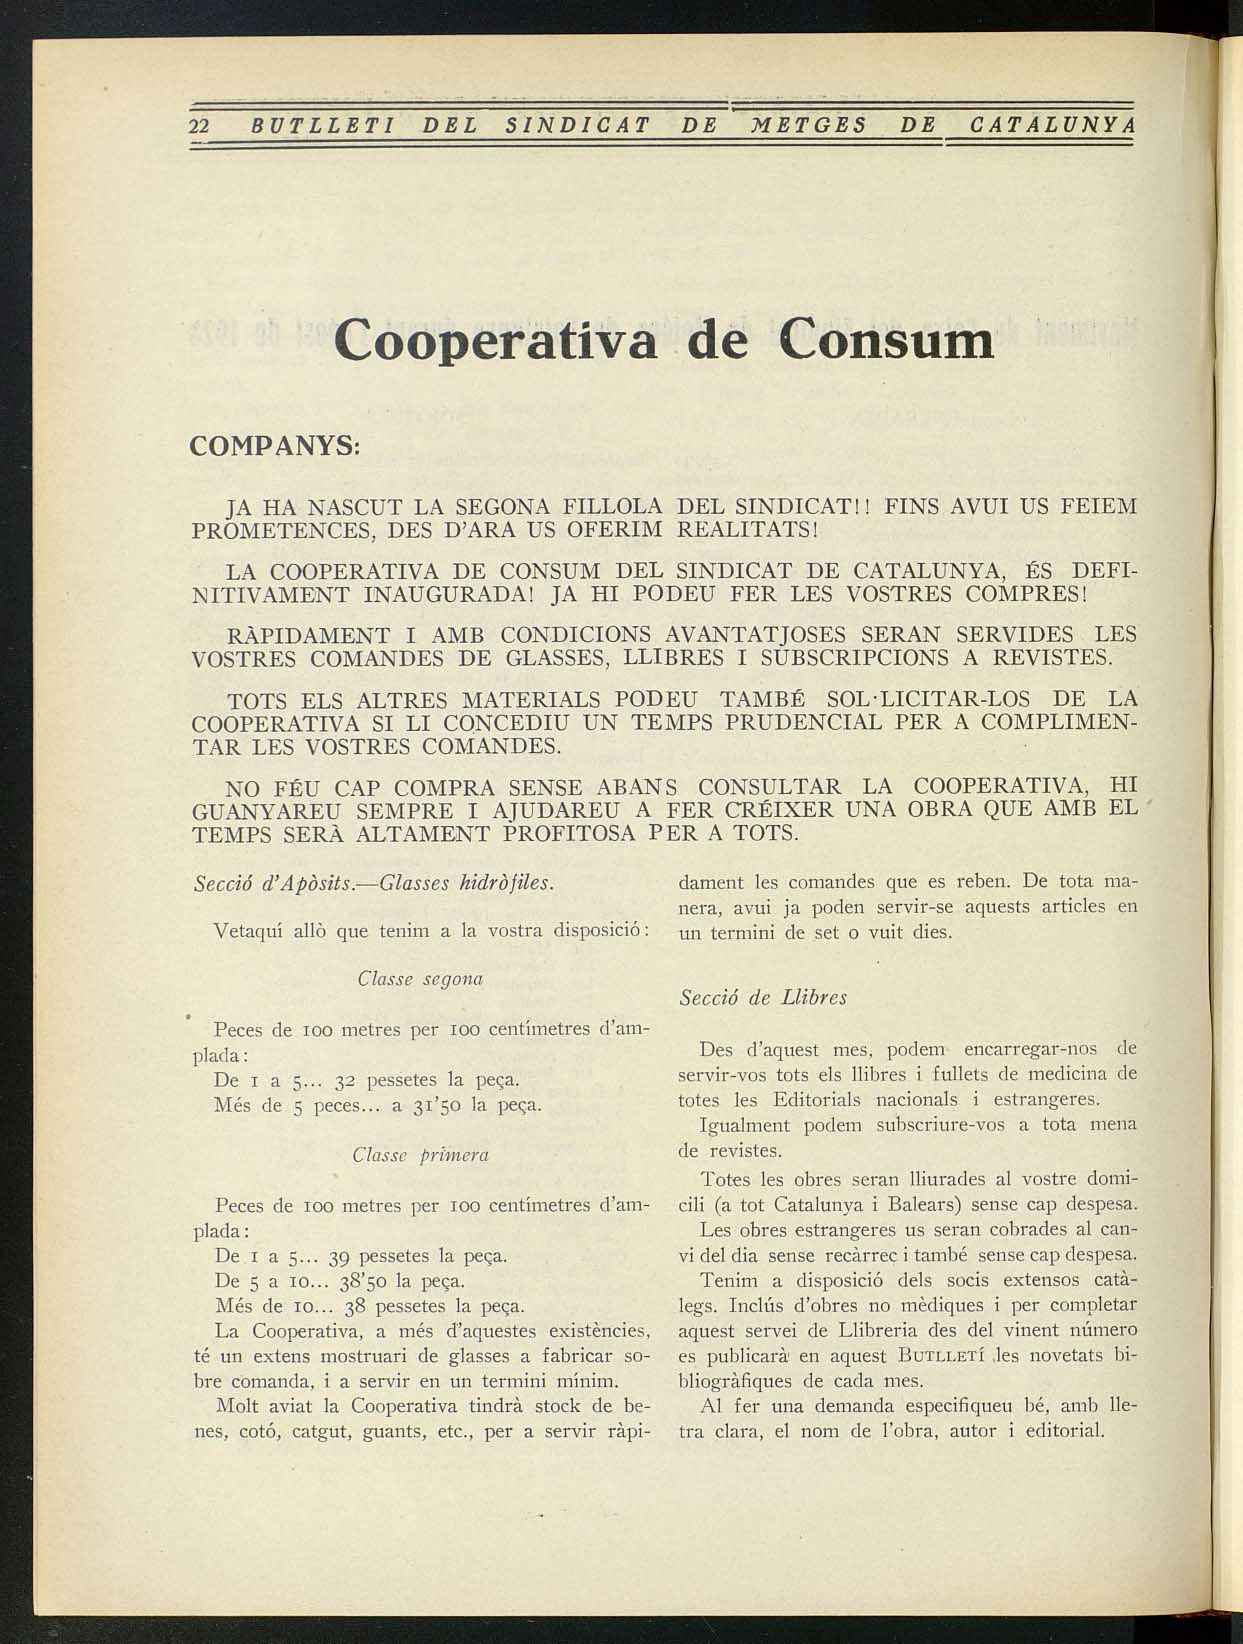 22 BUTLLETI DEL SINDICAT DE METGES DE CATALUNYA
Cooperativa de Consum
COMPANYS:
JA HA NASCUT LA SEGONA FILLOLA DEL SINDICAT!! FINS AVUI US FEIEM
PROMETENCES, DES D'ARA US OFERIM REALITATS!
LA COOPERATIVA DE CONSUM DEL SINDICAT DE CATALUNYA, ÉS DEFI-
NITIVAMENT INAUGURADA! JA HI PODEU FER LES VOSTRES COMPRES!
RÀPIDAMENT I AMB CONDICIONS AVANTATJOSES SERAN SERVIDES LES
VOSTRES COMANDES DE GLASSES, LLIBRES I SUBSCRIPCIONS A REVISTES.
TOTS ELS ALTRES MATERIALS PODEU TAMBÉ SOL·LICITAR-LOS DE LA
COOPERATIVA SI LI CONCEDIU UN TEMPS PRUDENCIAL PER A COMPLIMEN-
TAR LES VOSTRES COMANDES.
NO FÉU CAP COMPRA SENSE ABANS CONSULTAR LA COOPERATIVA, HI
GUANYAREU SEMPRE I AJUDAREU A FER CRÉIXER UNA OBRA QUE AMB EL
TEMPS SERÀ ALTAMENT PROFITOSA PER A TOTS.
Secció d'Apòsits.—Glasses hidròfiles.
Vetaquí allò que tenim a la vostra disposició:
Classe segona
Peces de 100 metres per 100 centímetres d'am-
plada:
De 1 a 5... 32 pessetes la peça.
Més de 5 peces... a 31'50 la peça.
Classe primera
Peces de 100 metres per 100 centímetres d'am-
plada:
De 1 a 5... 39 pessetes la peça.
De 5 a 10... 38'50 la peça.
Més de 10... 38 pessetes la peça.
La Cooperativa, a més d'aquestes existències,
té un extens mostruari de glasses a fabricar so-
bre comanda, i a servir en un termini mínim.
Molt aviat la Cooperativa tindrà stock de be-
nes, cotó, catgut, guants, etc., per a servir ràpi-
dament les comandes que es reben. De tota ma-
nera, avui ja poden servir-se aquests articles en
un termini de set o vuit dies.
Secció de Llibres
Des d'aquest mes, podem encarregar-nos de
servir-vos tots els llibres i fullets de medicina de
totes les Editorials nacionals i estrangeres.
Igualment podem subscriure-vos a tota mena
de revistes.
Totes les obres seran lliurades al vostre domi-
cili (a tot Catalunya i Balears) sense cap despesa.
Les obres estrangeres us seran cobrades al can-
vi del dia sense recàrrec i també sense cap despesa.
Tenim a disposició dels socis extensos catà-
legs. Inclús d'obres no mèdiques i per completar
aquest servei de Llibreria des del vinent número
es publicarà en aquest BUTLLETÍ les novetats bi-
bliogràfiques de cada mes.
Al fer una demanda especifiqueu bé, amb lle-
tra clara, el nom de l'obra, autor i editorial.